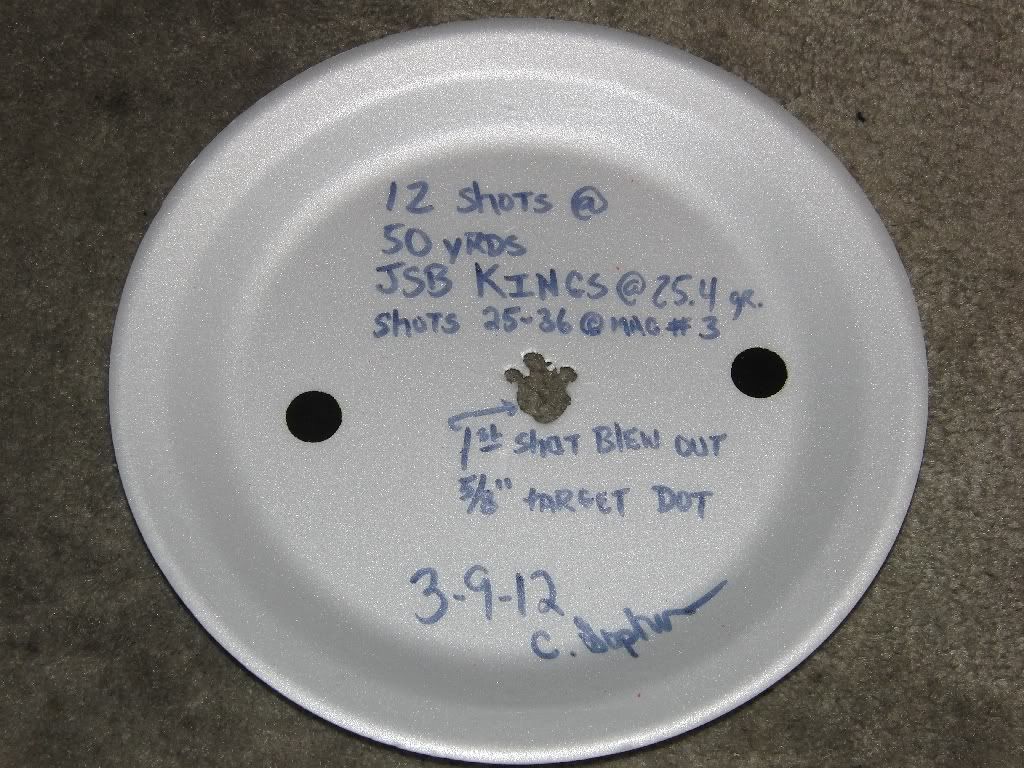 12 SHOTS @
50 YRDS
JSB KINGS @ 25.4 gr.
SHOTS 25-36 @ MAG # 3
1st SHOT BLEW OUT
5/8" TARGET DOT
3-9-12
C.